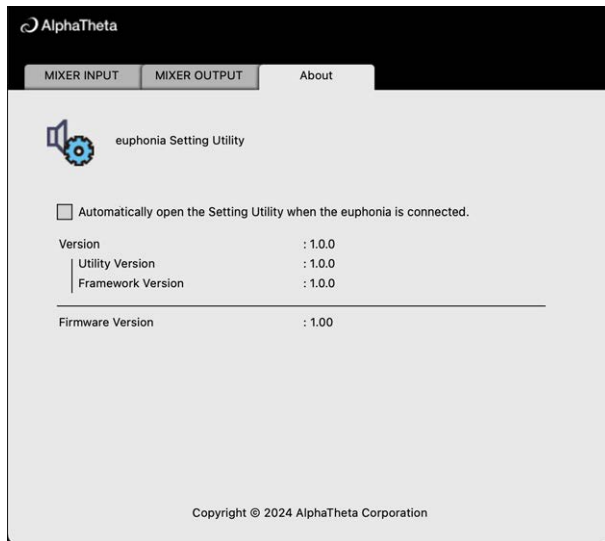 AlphaTheta
MIXER INPUT MIXER OUTPUT About
euphonia Setting Utility
Automatically open the Setting Utility when the euphonia is connected.
Version : 1.0.0
Utility Version : 1.0.0
Framework Version : 1.0.0
Firmware Version : 1.00
Copyright © 2024 AlphaTheta Corporation